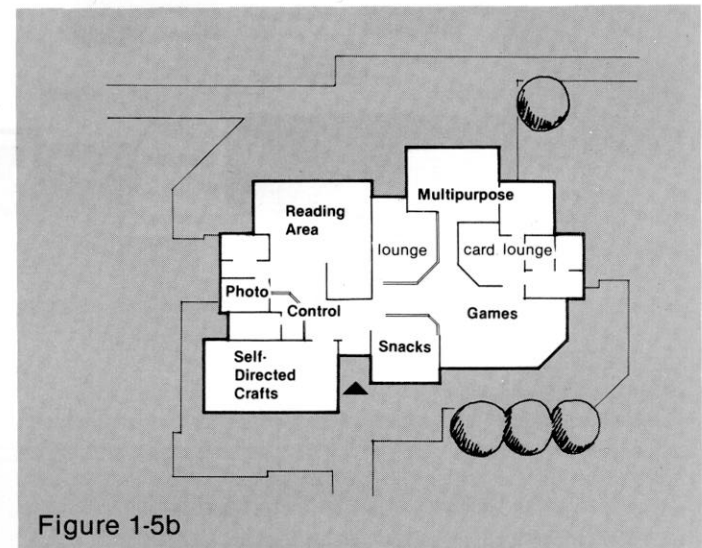 Multipurpose
Reading
Area
lounge
card lounge
Photo
Control
Games
Snacks
Self-
Directed
Crafts
Figure 1-5b